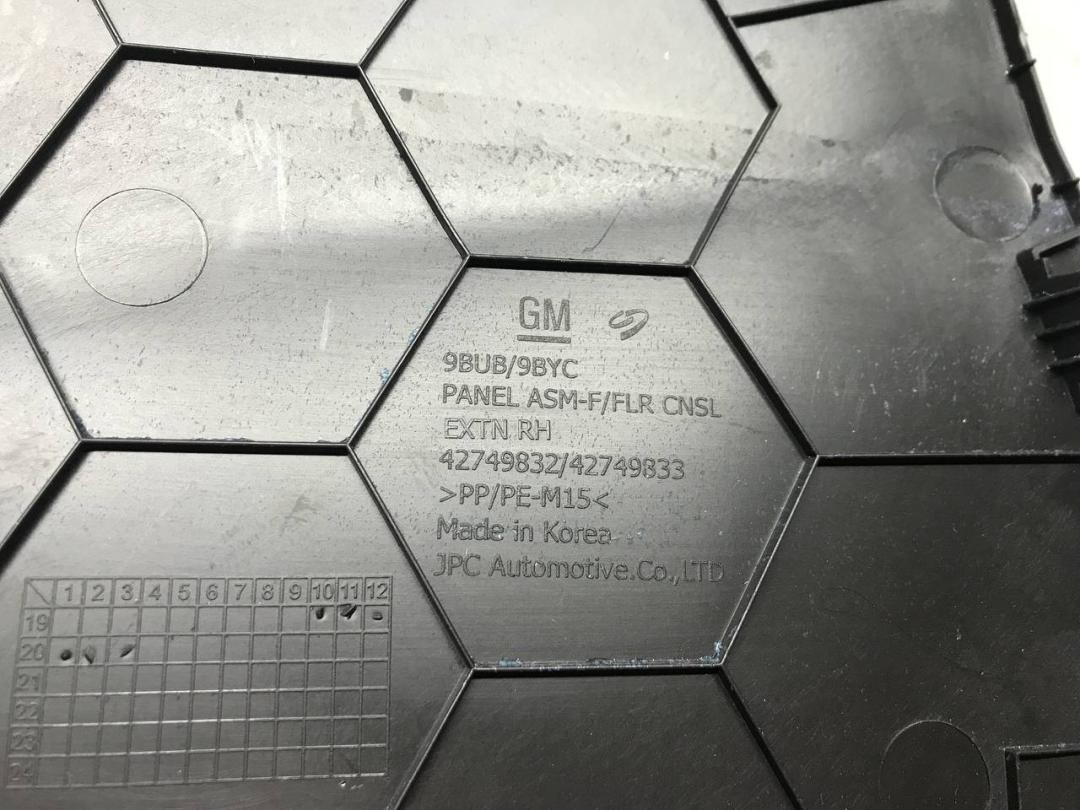 GM
9BUB/9BYC
PANEL ASM-F/FLR CNSL
EXTN RH
42749832/42749833
>PP/PE-M15<
Made in Korea
JPC Automotive.Co.,LTD
1 2 3 4 5 6 7 8 9 10 11 12
19
20
21
22
23
24